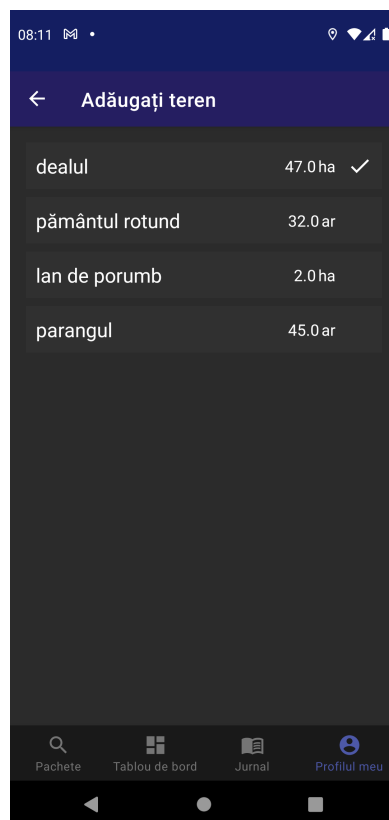 08:11
Adăugați teren
dealul 47.0 ha
pământul rotund 32.0 ar
lan de porumb 2.0 ha
parangul 45.0 ar
Pachete Tablou de bord Jurnal Profilul meu